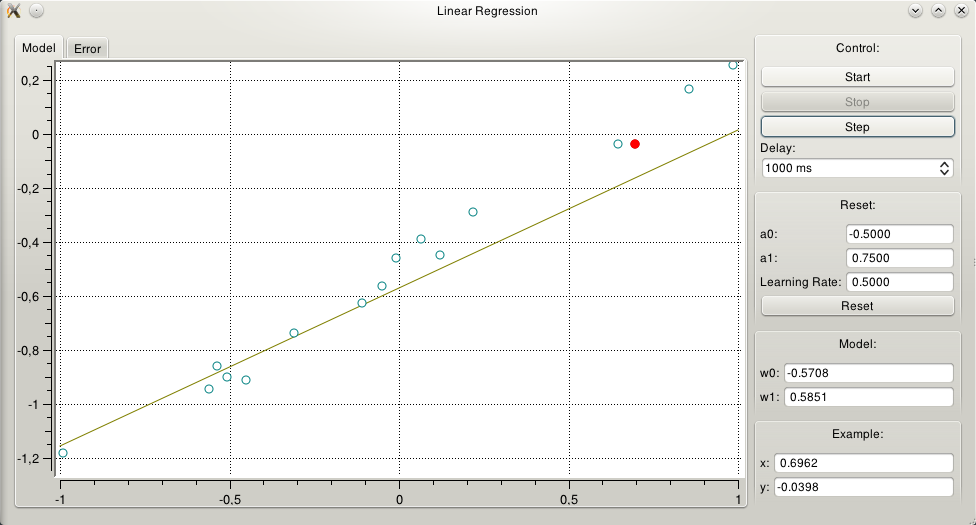 Linear Regression
Model Error
0,2
0
-0,2
-0,4
-0,6
-0,8
-1
-1,2
-1 -0.5 0 0.5 1
Control:
Start
Stop
Step
Delay:
1000 ms
Reset:
a0: -0.5000
a1: 0.7500
Learning Rate: 0.5000
Reset
Model:
w0: -0.5708
w1: 0.5851
Example:
x: 0.6962
y: -0.0398